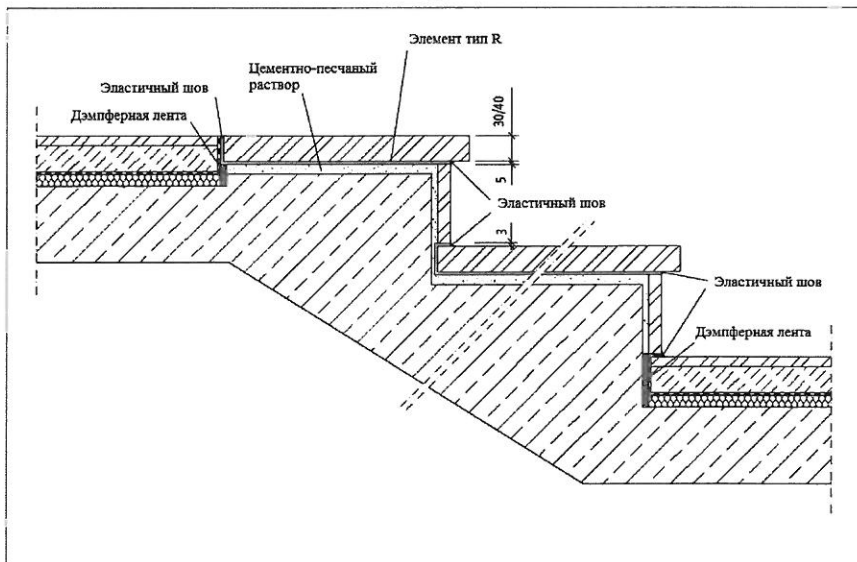 Элемент тип R
Цементно-песчаный
раствор
Эластичный шов
Дэмпферная лента
30/40
5
Эластичный шов
3
Эластичный шов
Дэмпферная лента